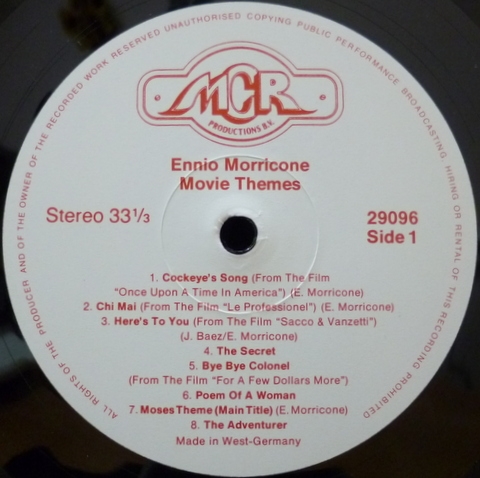 ALL RIGHTS OF THE PRODUCER AND OF THE OWNER OF THE RECORDED WORK RESERVED UNAUTHORISED COPYING PUBLIC PERFORMANCE BROADCASTING, HIRING OR RENTAL OF THIS RECORDING PROHIBITED
MCR
PRODUCTIONS B.V.
Ennio Morricone
Movie Themes
Stereo 33⅓
29096
Side 1
1. Cockeye's Song (From The Film
"Once Upon A Time In America") (E. Morricone)
2. Chi Mai (From The Film "Le Professionel") (E. Morricone)
3. Here's To You (From The Film "Sacco & Vanzetti")
(J. Baez/E. Morricone)
4. The Secret
5. Bye Bye Colonel
(From The Film "For A Few Dollars More")
6. Poem Of A Woman
7. Moses Theme (Main Title) (E. Morricone)
8. The Adventurer
Made in West-Germany